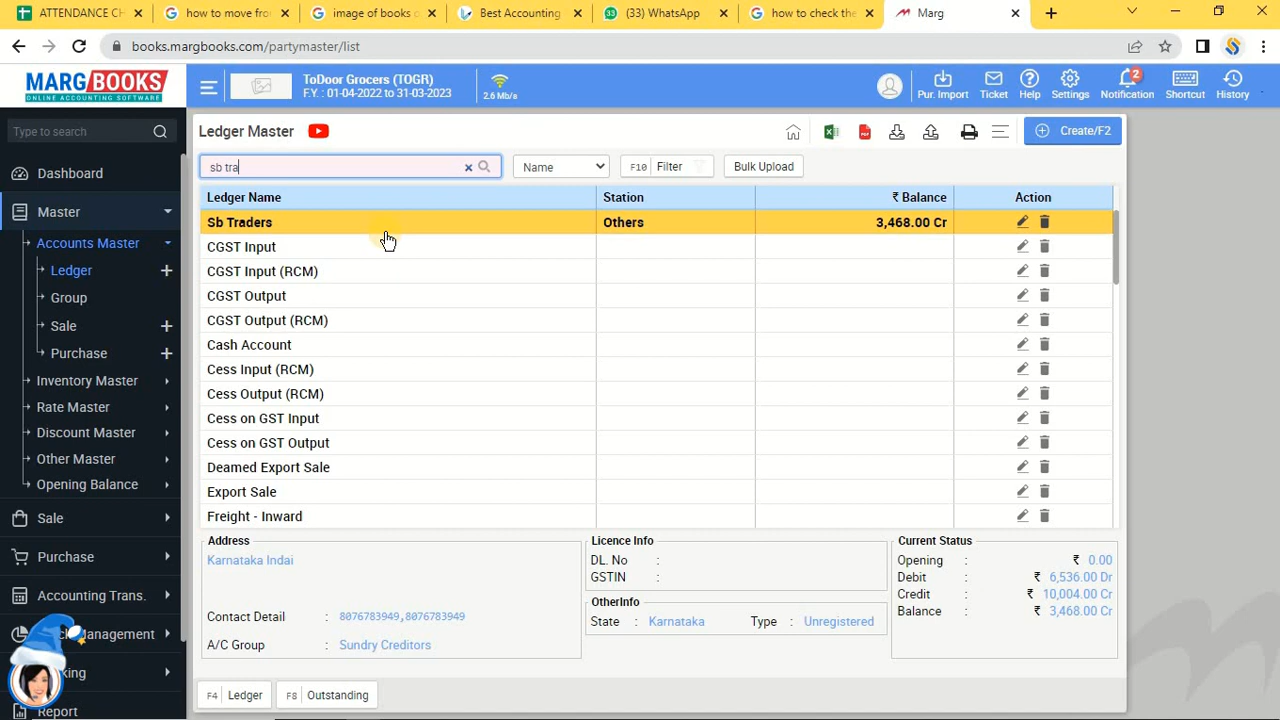 ATTENDANCE CH
how to move fro
image of books o
Best Accounting
(33) WhatsApp
how to check the
Marg
books.margbooks.com/partymaster/list
MARG BOOKS
ONLINE ACCOUNTING SOFTWARE
ToDoor Grocers (TOGR)
F.Y. : 01-04-2022 to 31-03-2023
2.6 Mb/s
Pur. Import
Ticket
Help
Settings
2
Notification
Shortcut
History
Type to search
Dashboard
Master
Accounts Master
Ledger
Group
Sale
Purchase
Inventory Master
Rate Master
Discount Master
Other Master
Opening Balance
Sale
Purchase
Accounting Trans.
Management
king
Report
Ledger Master
Create/F2
sb tra
Name
F10 Filter
Bulk Upload
Ledger Name Station ₹ Balance Action
Sb Traders Others 3,468.00 Cr
CGST Input
CGST Input (RCM)
CGST Output
CGST Output (RCM)
Cash Account
Cess Input (RCM)
Cess Output (RCM)
Cess on GST Input
Cess on GST Output
Deamed Export Sale
Export Sale
Freight - Inward
Address
Karnataka Indai
Contact Detail : 8076783949,8076783949
A/C Group : Sundry Creditors
Licence Info
DL. No :
GSTIN :
OtherInfo
State : Karnataka Type : Unregistered
Current Status
Opening : ₹ 0.00
Debit : ₹ 6,536.00 Dr
Credit : ₹ 10,004.00 Cr
Balance : ₹ 3,468.00 Cr
F4 Ledger
F8 Outstanding